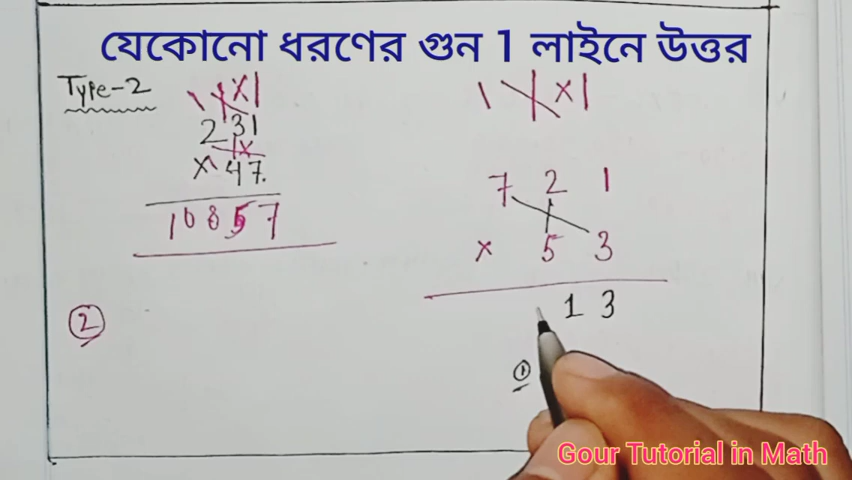 যেকোনো ধরণের গুন 1 লাইনে উত্তর
Type-2
231
× 47
10857
721
× 53
13
①
②
Gour Tutorial in Math